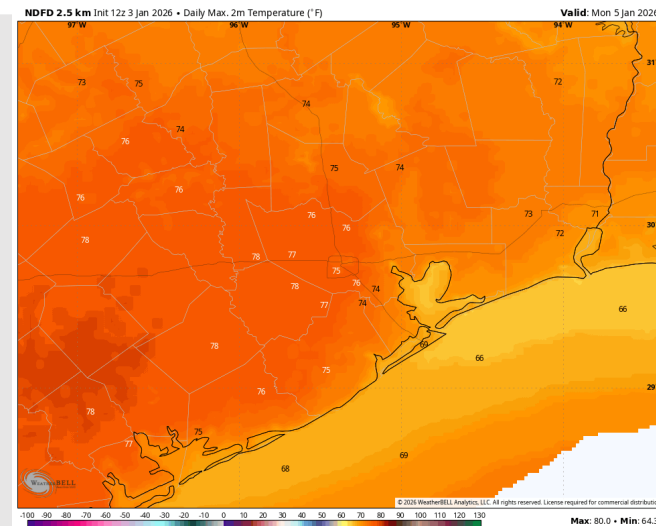 NDFD 2.5 km Init 12z 3 Jan 2026 • Daily Max. 2m Temperature (°F)
Valid: Mon 5 Jan 2026
97°W 96°W 95°W 94°W
31°
73 75 72
74
74
76
75 74
76
76
76 73 71
76
78 72
30
78 77
75
78 76 74
77 74
66
69
78
66
75
29°
76
78
75
77
69
68
WeatherBELL
© 2026 WeatherBELL Analytics, LLC. All rights reserved. License required for commercial distribution
-100 -90 -80 -70 -60 -50 -40 -30 -20 -10 0 10 20 30 40 50 60 70 80 90 100 110 120 130
Max: 80.0 • Min: 64.3